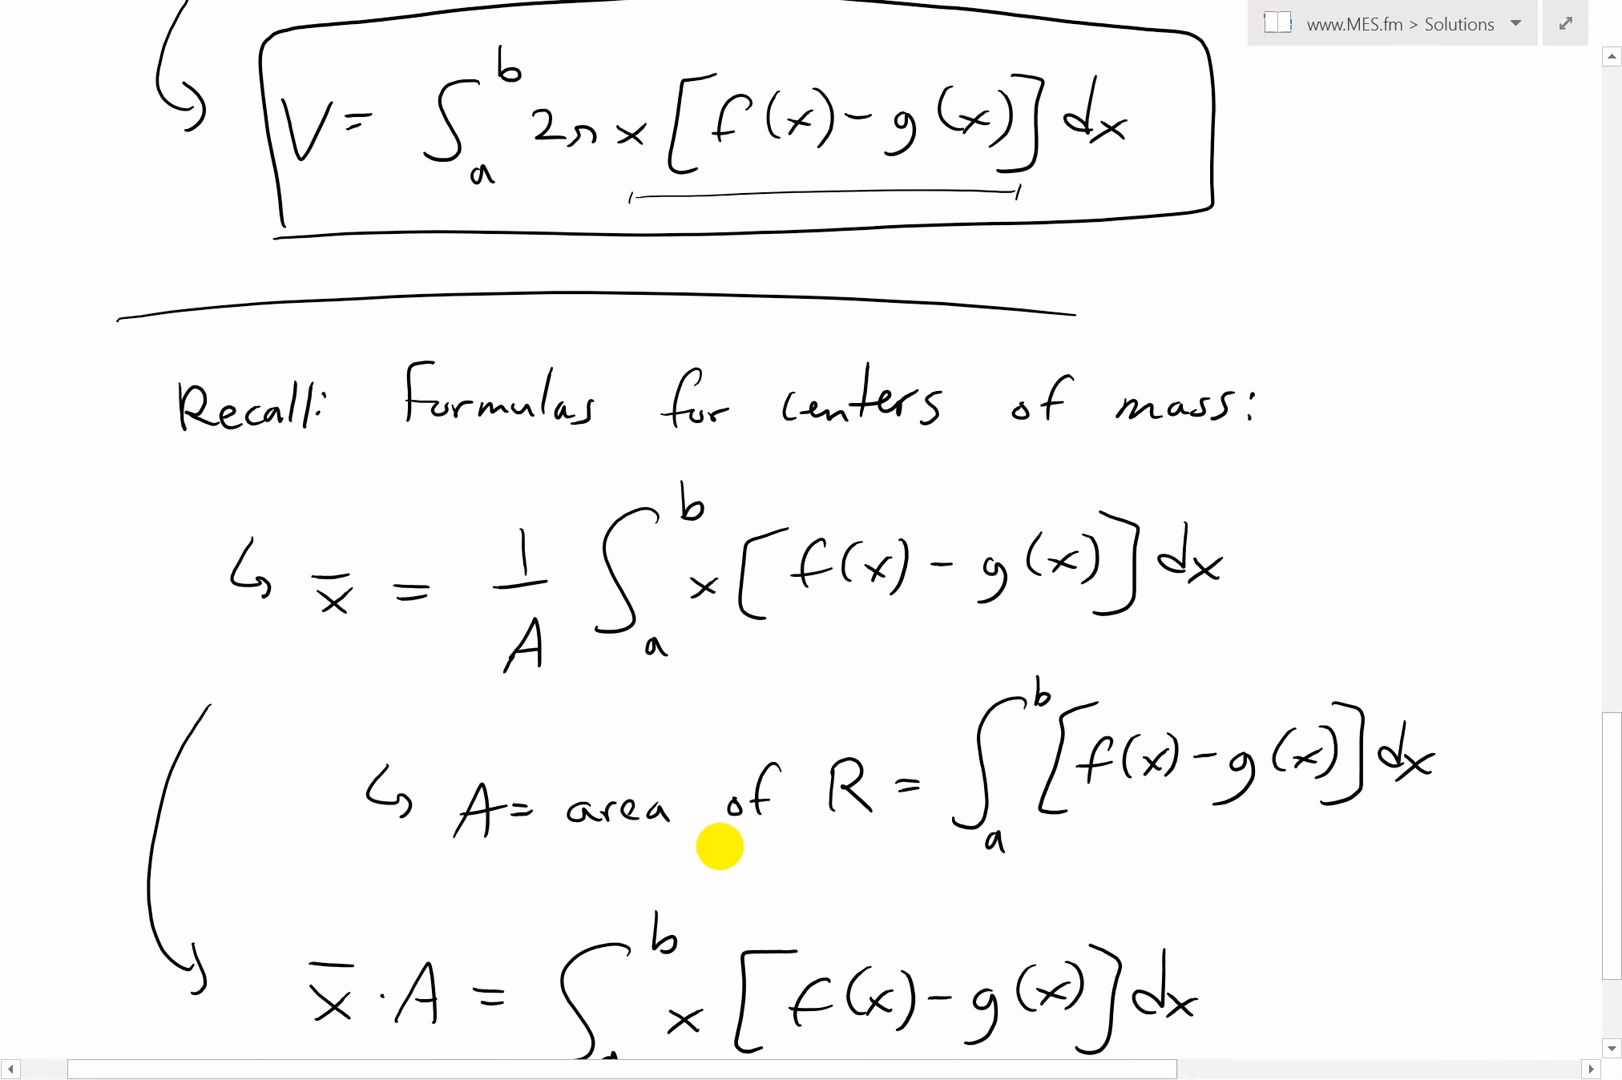 www.MES.fm > Solutions
V = ∫_a^b 2π x [f(x) - g(x)] dx
Recall: Formulas for centers of mass:
↳ x̄ = 1/A ∫_a^b x [f(x) - g(x)] dx
↳ A = area of R = ∫_a^b [f(x) - g(x)] dx
x̄ · A = ∫_a^b x [f(x) - g(x)] dx